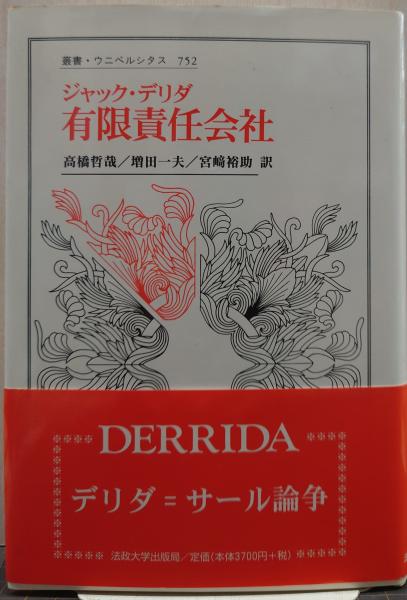 叢書・ウニベルシタス 752
ジャック・デリダ
有限責任会社
高橋哲哉／増田一夫／宮﨑裕助 訳
DERRIDA
デリダ＝サール論争
法政大学出版局／定価（本体3700円＋税）